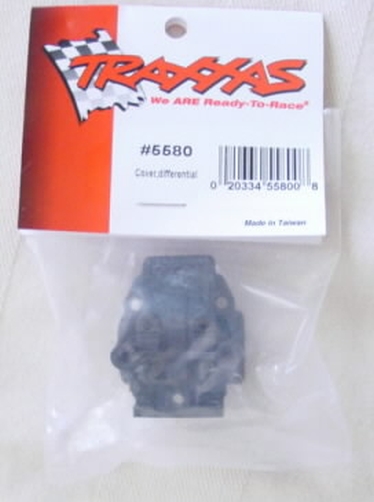 TRAXXAS
We ARE Ready-To-Race®
#5580
Cover, differential
0 20334 55800 8
Made in Taiwan